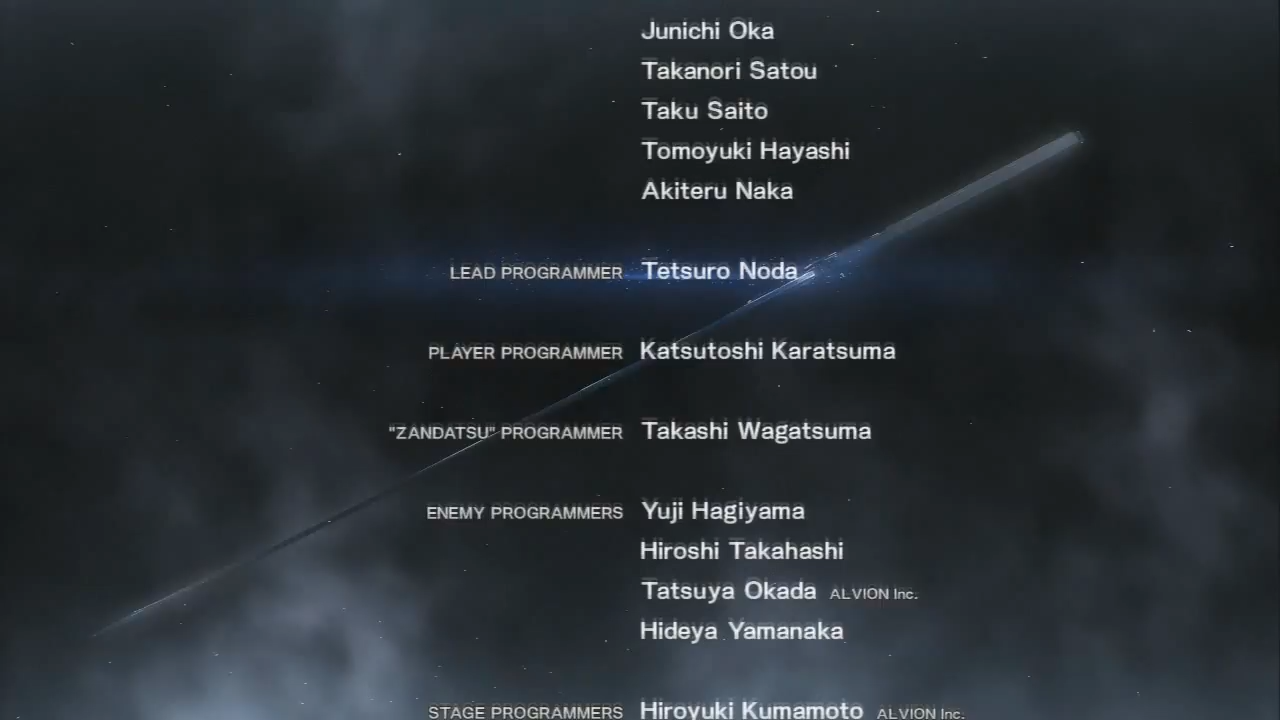 Junichi Oka
Takanori Satou
Taku Saito
Tomoyuki Hayashi
Akiteru Naka
LEAD PROGRAMMER Tetsuro Noda
PLAYER PROGRAMMER Katsutoshi Karatsuma
"ZANDATSU" PROGRAMMER Takashi Wagatsuma
ENEMY PROGRAMMERS Yuji Hagiyama
Hiroshi Takahashi
Tatsuya Okada ALVION Inc.
Hideya Yamanaka
STAGE PROGRAMMERS Hiroyuki Kumamoto ALVION Inc.